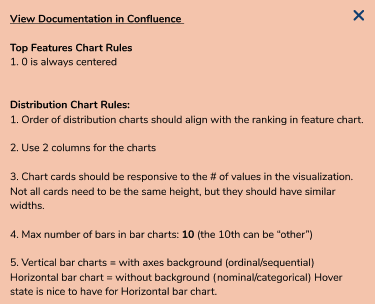 View Documentation in Confluence
Top Features Chart Rules
1. 0 is always centered
Distribution Chart Rules:
1. Order of distribution charts should align with the ranking in feature chart.
2. Use 2 columns for the charts
3. Chart cards should be responsive to the # of values in the visualization.
Not all cards need to be the same height, but they should have similar
widths.
4. Max number of bars in bar charts: 10 (the 10th can be “other”)
5. Vertical bar charts = with axes background (ordinal/sequential)
Horizontal bar chart = without background (nominal/categorical) Hover
state is nice to have for Horizontal bar chart.